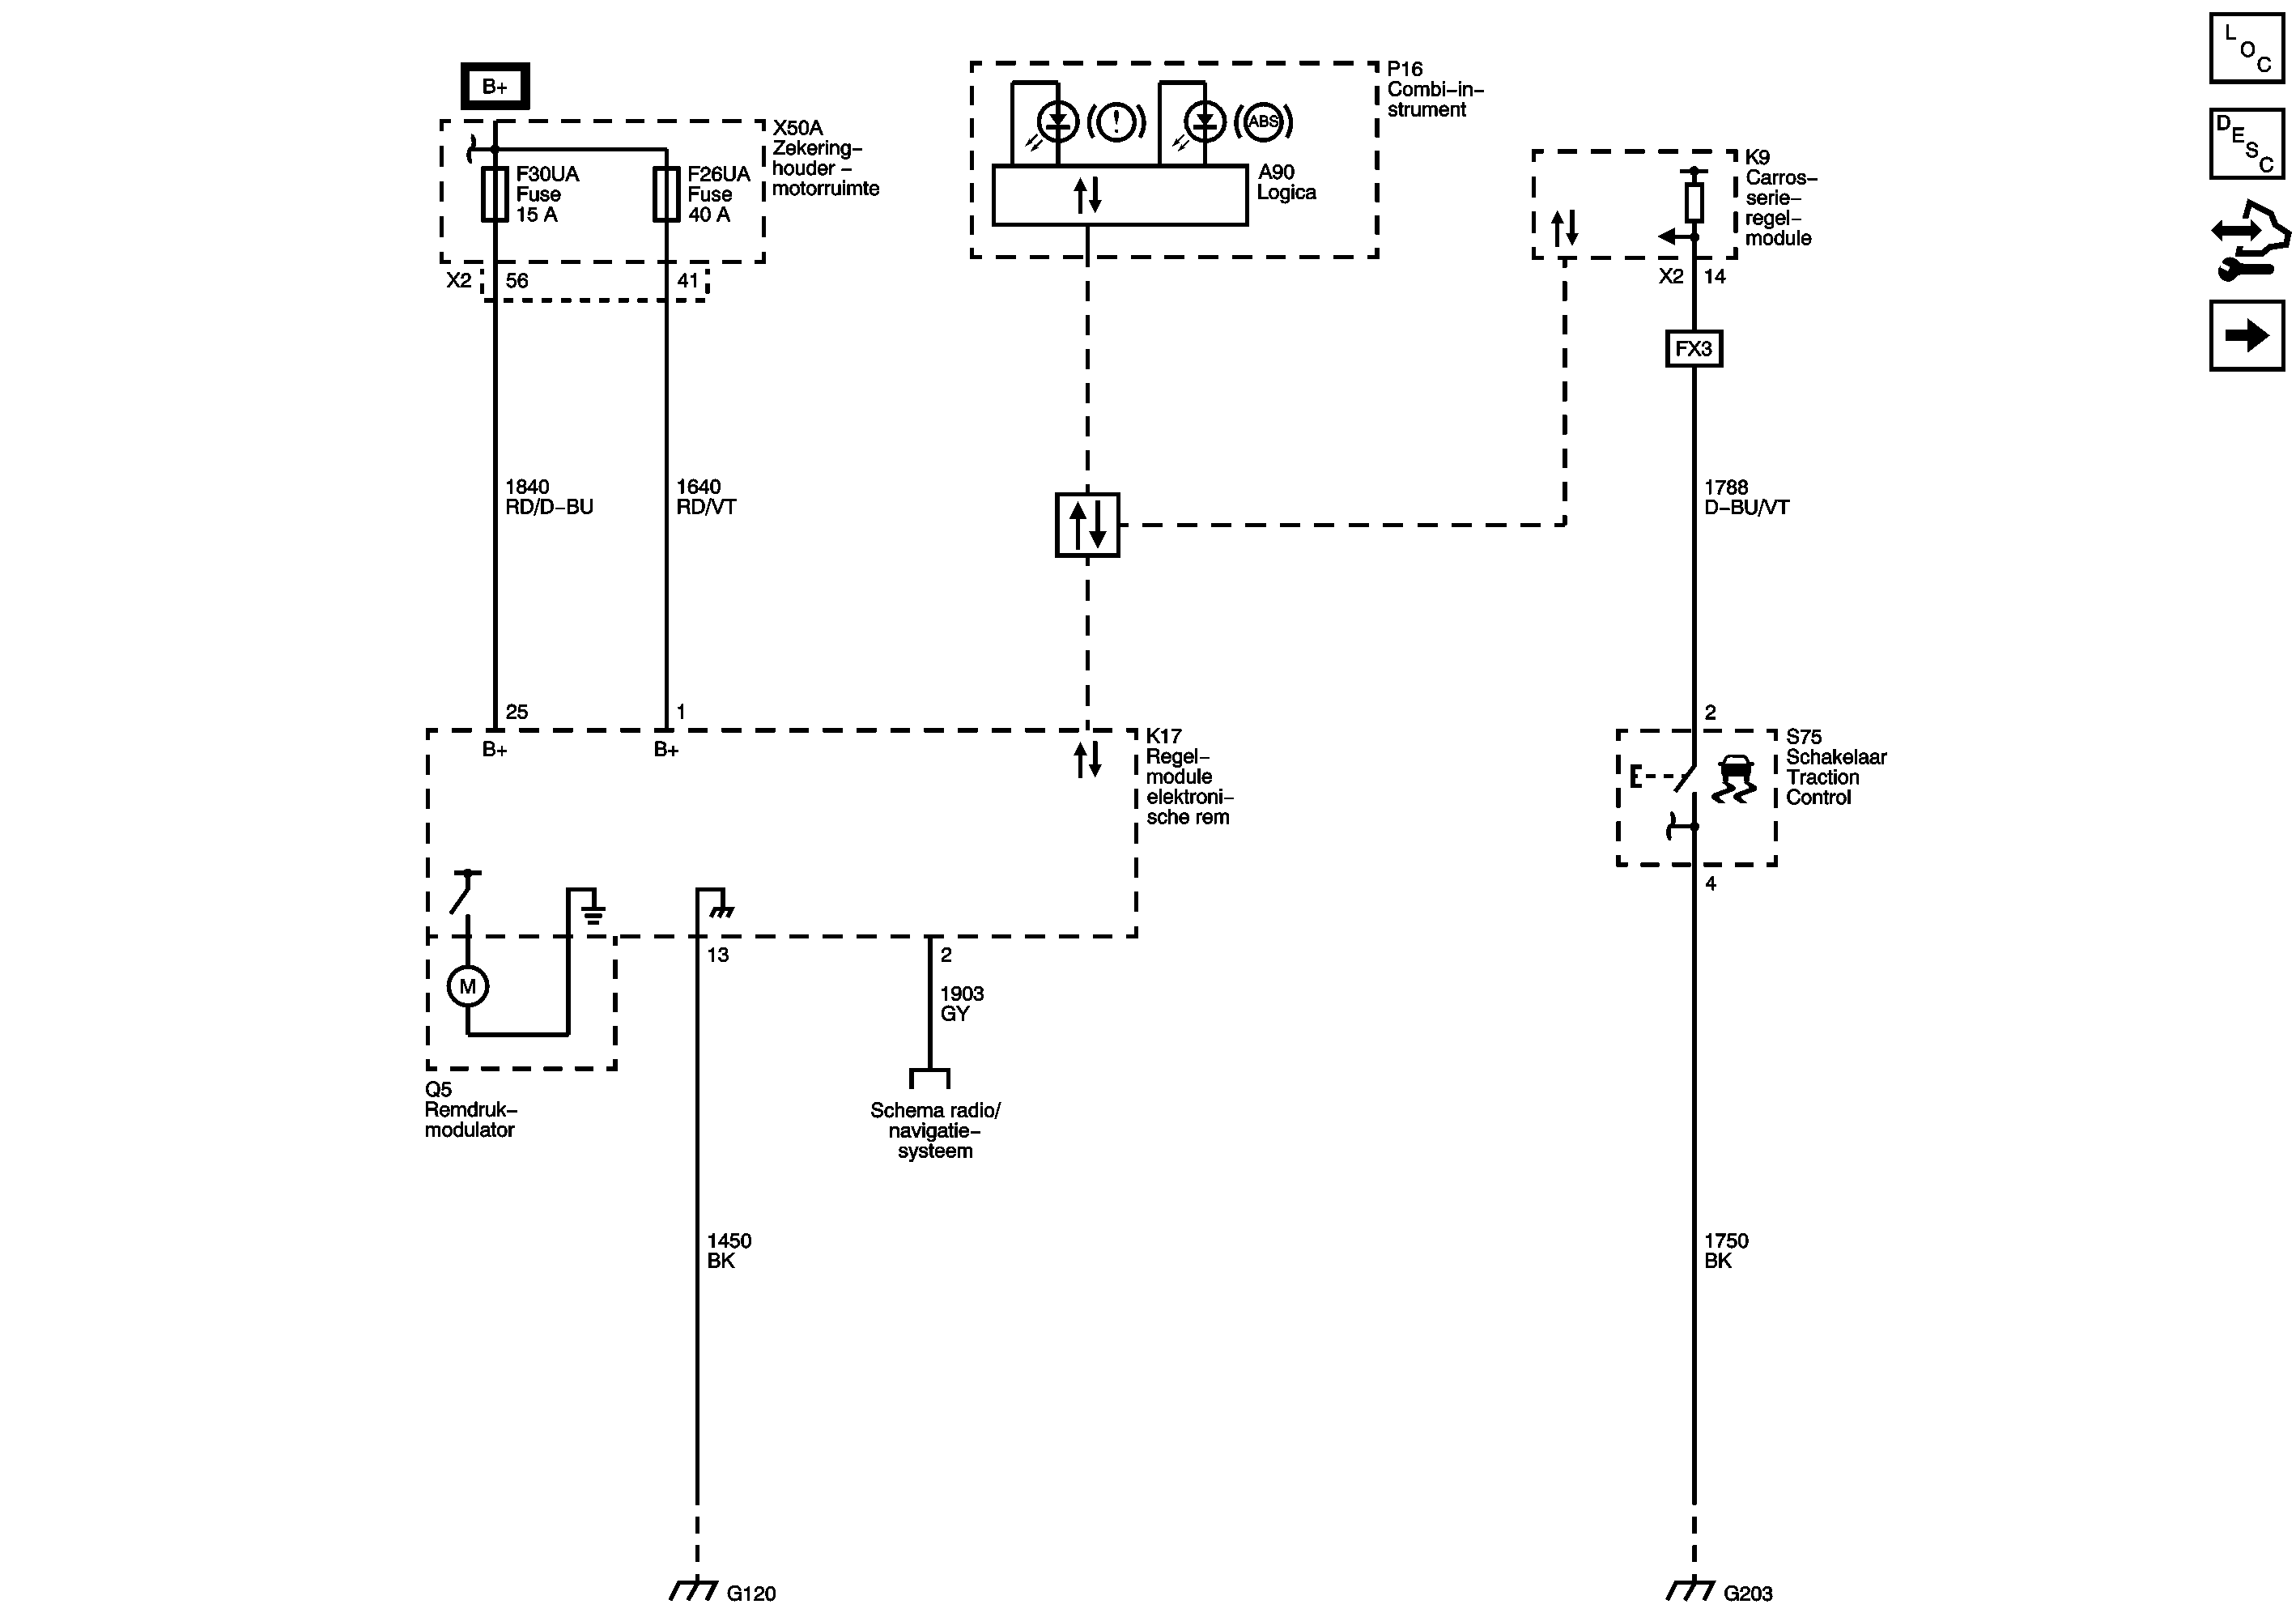 B+
X50A
Zekering–
houder –
motorruimte
F30UA
Fuse
15 A
F26UA
Fuse
40 A
X2
56
41
P16
Combi–in–
strument
!
ABS
A90
Logica
K9
Carros–
serie–
regel–
module
X2
14
FX3
L
O
C
D
E
S
C
1840
RD/D–BU
1640
RD/VT
1788
D–BU/VT
25
1
2
B+
B+
K17
Regel–
module
elektroni–
sche rem
S75
Schakelaar
Traction
Control
4
13
2
M
1903
GY
Q5
Remdruk–
modulator
Schema radio/
navigatie–
systeem
1450
BK
1750
BK
G120
G203